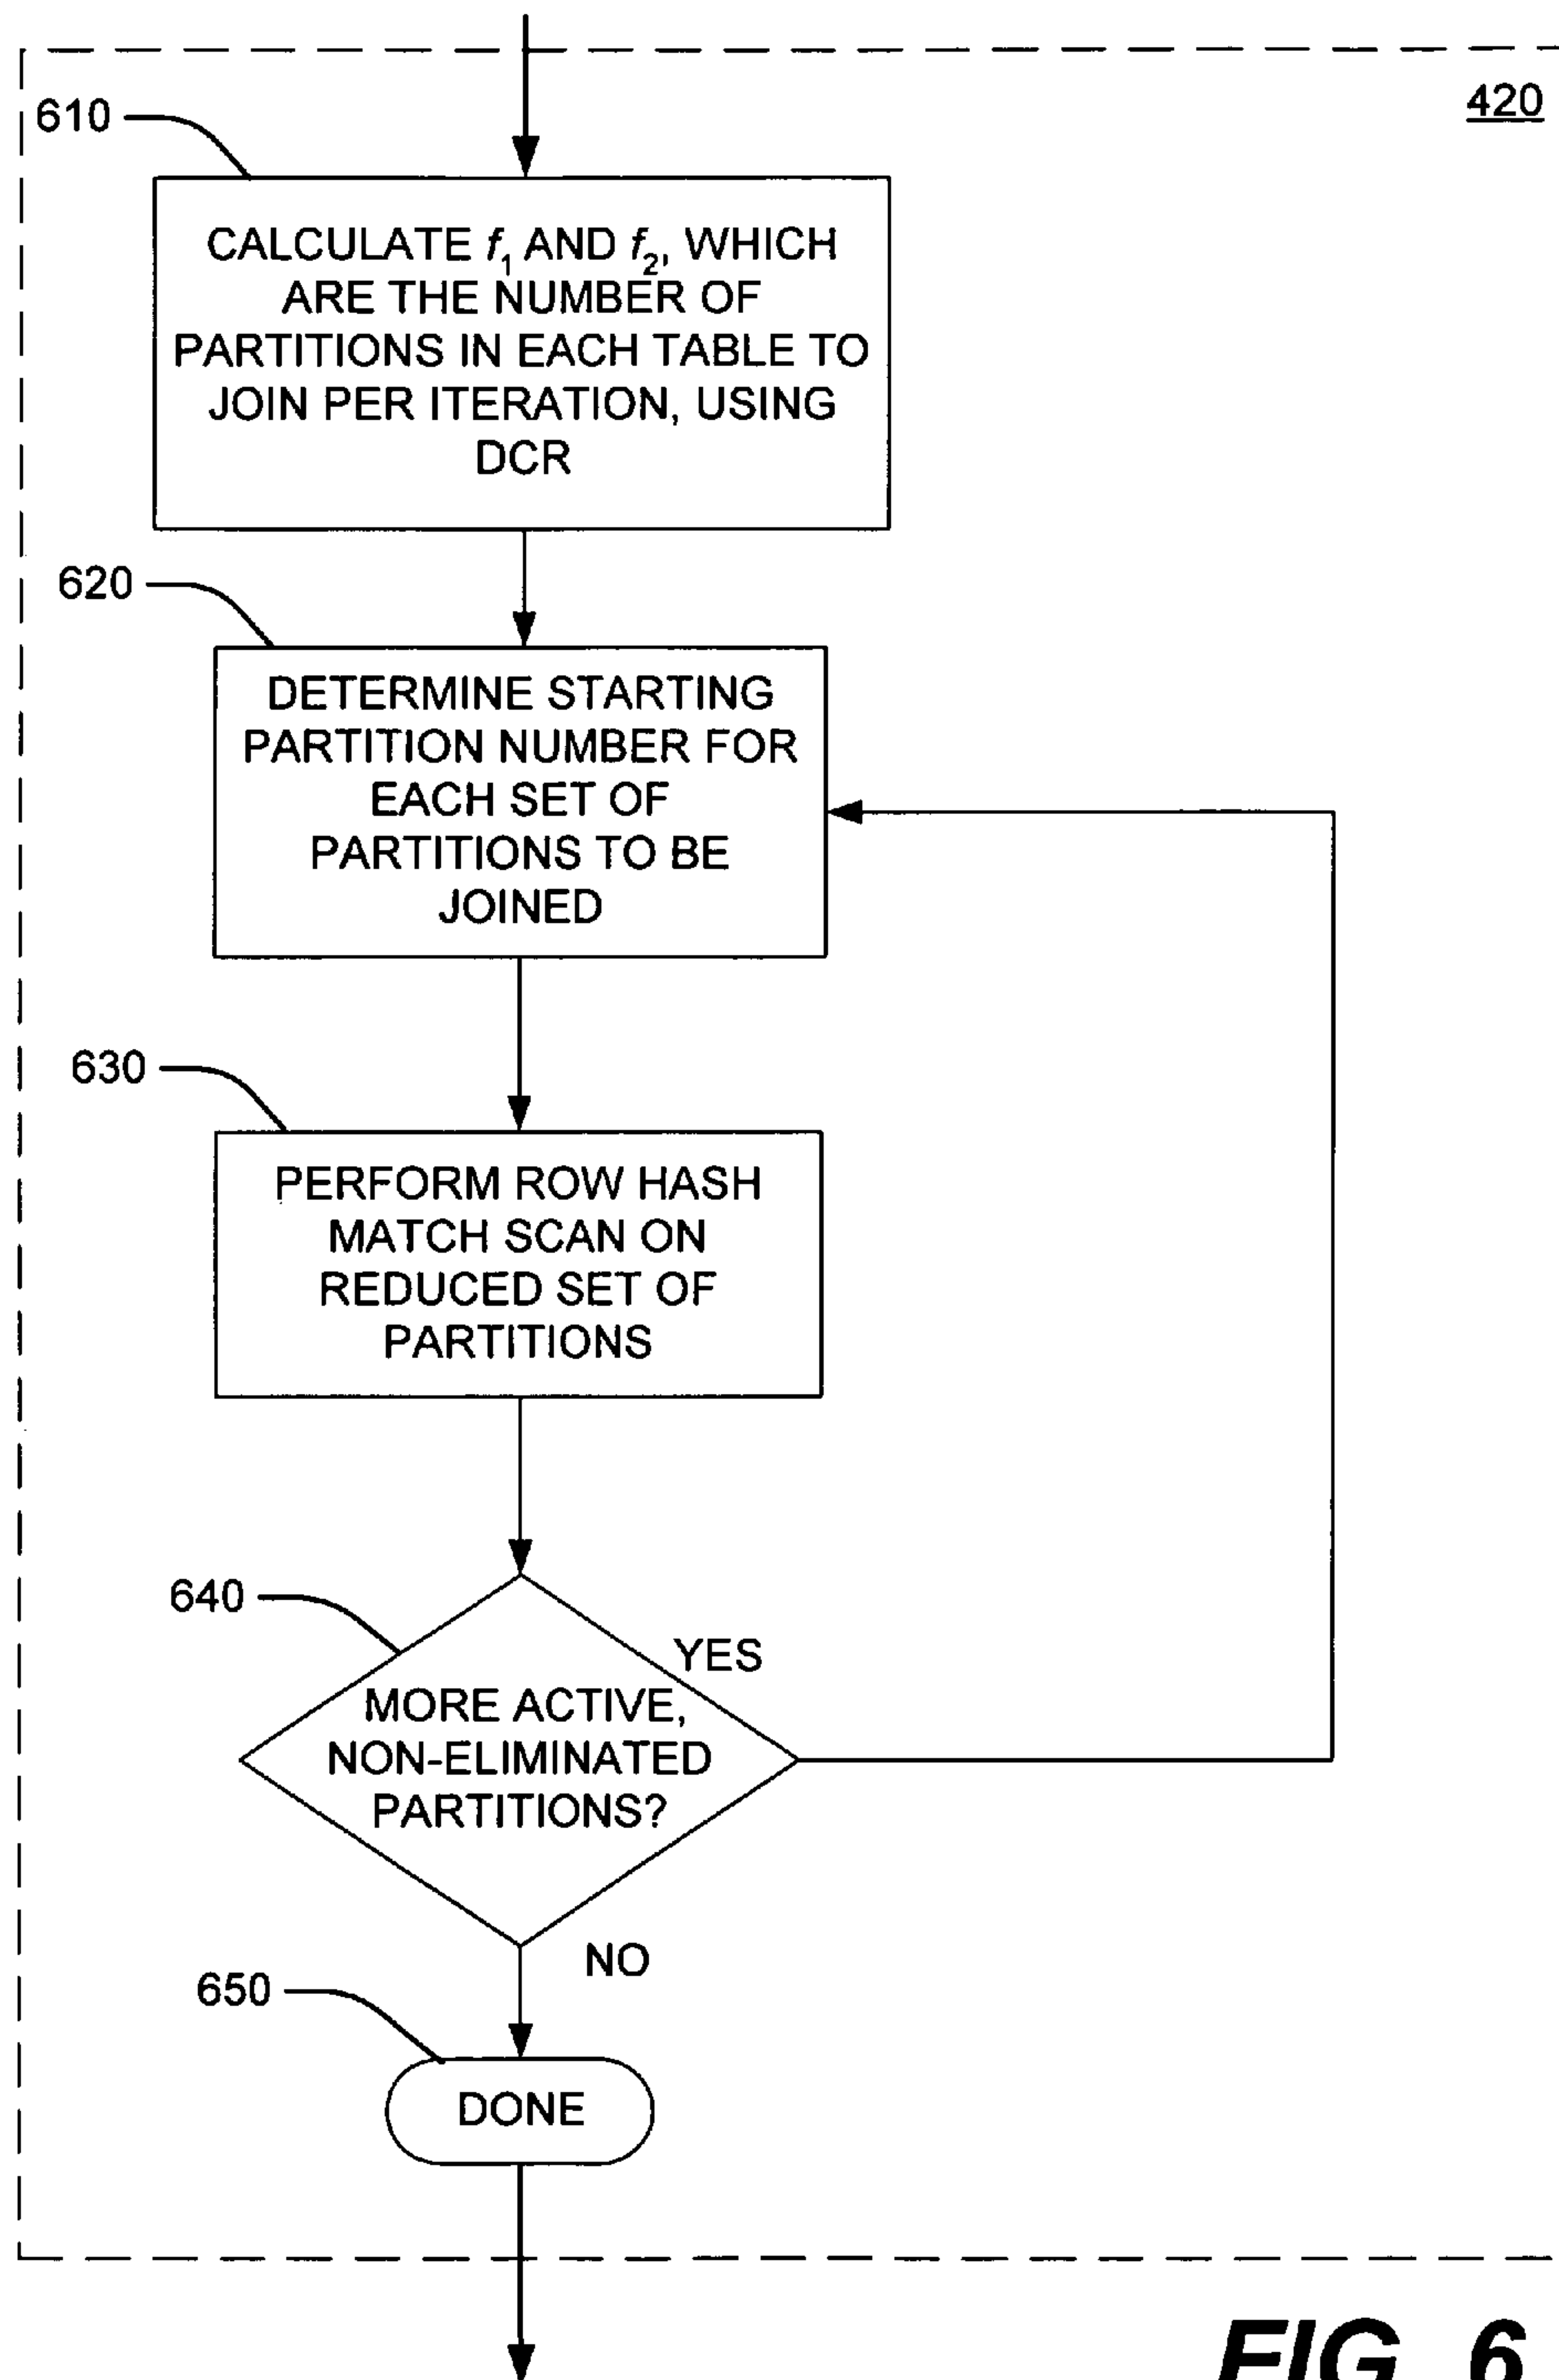 610
420
CALCULATE f1 AND f2, WHICH
ARE THE NUMBER OF
PARTITIONS IN EACH TABLE TO
JOIN PER ITERATION, USING
DCR
620
DETERMINE STARTING
PARTITION NUMBER FOR
EACH SET OF
PARTITIONS TO BE
JOINED
630
PERFORM ROW HASH
MATCH SCAN ON
REDUCED SET OF
PARTITIONS
640
YES
MORE ACTIVE,
NON-ELIMINATED
PARTITIONS?
NO
650
DONE
FIG. 6